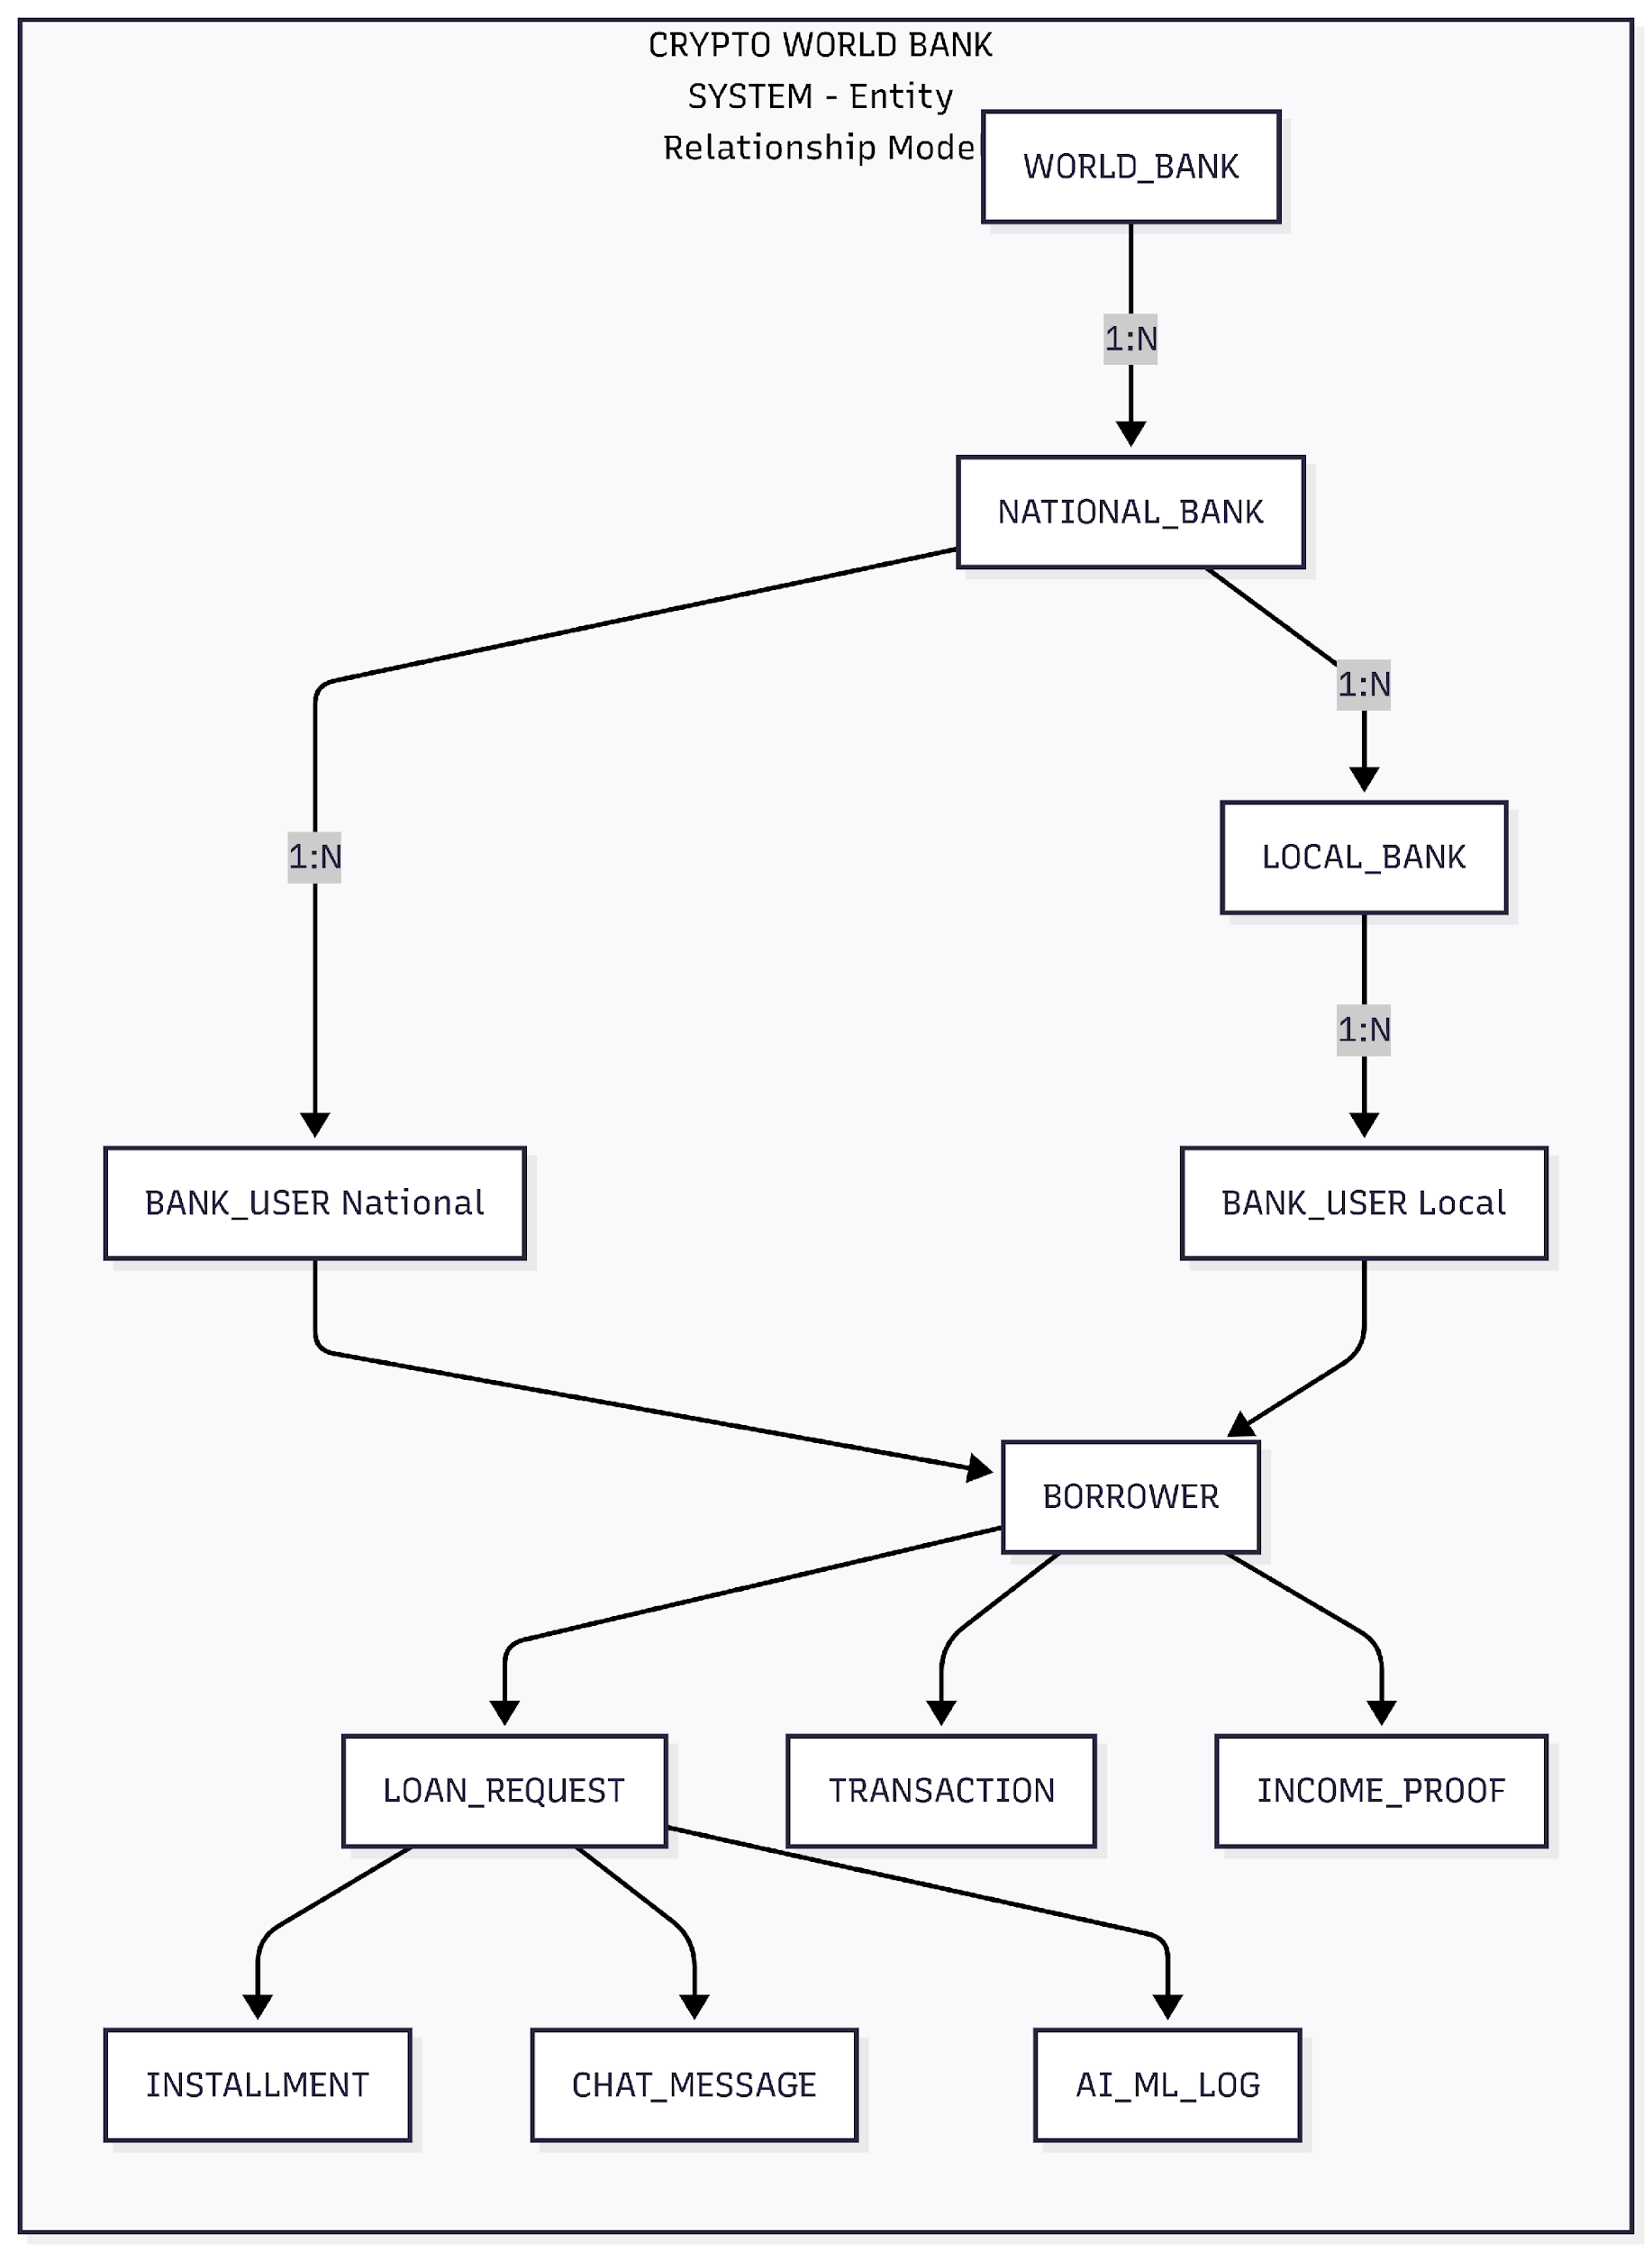 CRYPTO WORLD BANK
SYSTEM - Entity
Relationship Model
WORLD_BANK
1:N
NATIONAL_BANK
1:N
LOCAL_BANK
1:N
1:N
BANK_USER National
BANK_USER Local
BORROWER
LOAN_REQUEST
TRANSACTION
INCOME_PROOF
INSTALLMENT
CHAT_MESSAGE
AI_ML_LOG